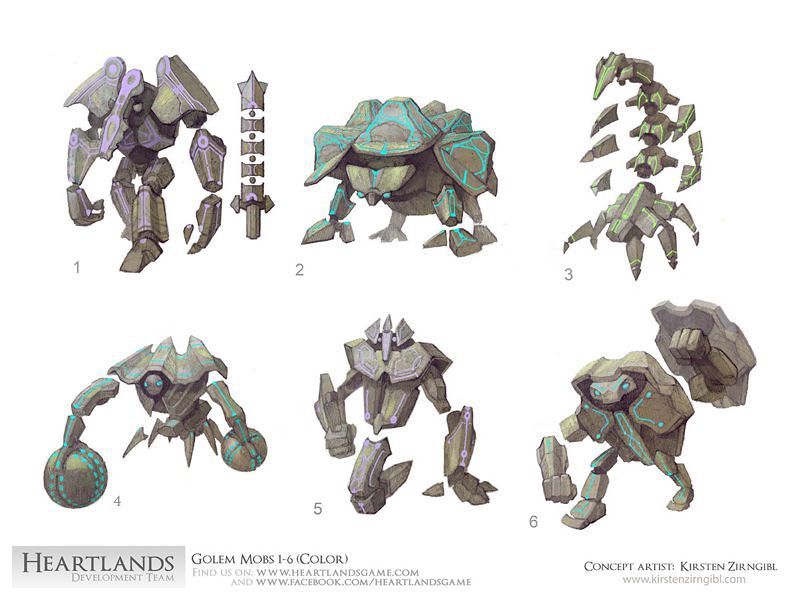 1
2
3
4
5
6
HEARTLANDS
DEVELOPMENT TEAM
GOLEM MOBS 1-6 (COLOR)
FIND US ON: WWW.HEARTLANDSGAME.COM
AND WWW.FACEBOOK.COM/HEARTLANDSGAME
CONCEPT ARTIST: KIRSTEN ZIRNGIBL
www.kirstenzirngibl.com